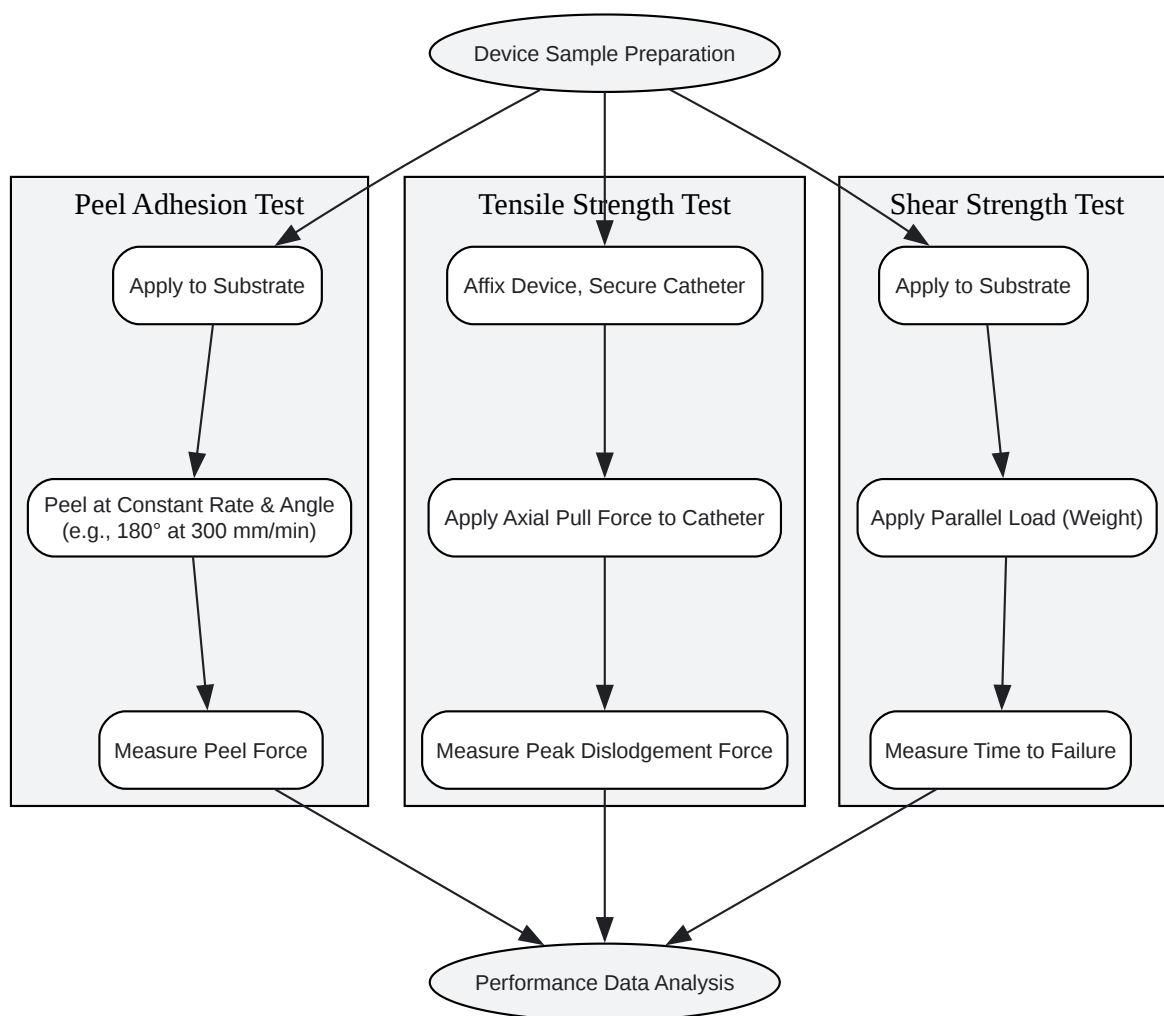 Device Sample Preparation
Peel Adhesion Test
Apply to Substrate
Peel at Constant Rate & Angle
(e.g., 180° at 300 mm/min)
Measure Peel Force
Tensile Strength Test
Affix Device, Secure Catheter
Apply Axial Pull Force to Catheter
Measure Peak Dislodgement Force
Shear Strength Test
Apply to Substrate
Apply Parallel Load (Weight)
Measure Time to Failure
Performance Data Analysis